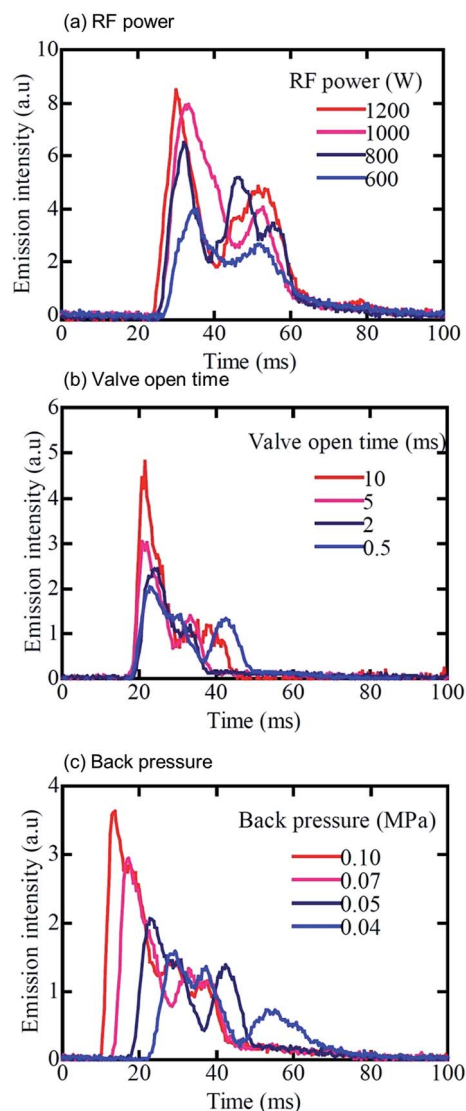 (a) RF power
10
8
6
4
2
0
Emission intensity (a.u)
RF power (W)
1200
1000
800
600
0 20 40 60 80 100
Time (ms)
(b) Valve open time
6
5
4
3
2
1
0
Emission intensity (a.u)
Valve open time (ms)
10
5
2
0.5
0 20 40 60 80 100
Time (ms)
(c) Back pressure
4
3
2
1
0
Emission intensity (a.u)
Back pressure (MPa)
0.10
0.07
0.05
0.04
0 20 40 60 80 100
Time (ms)